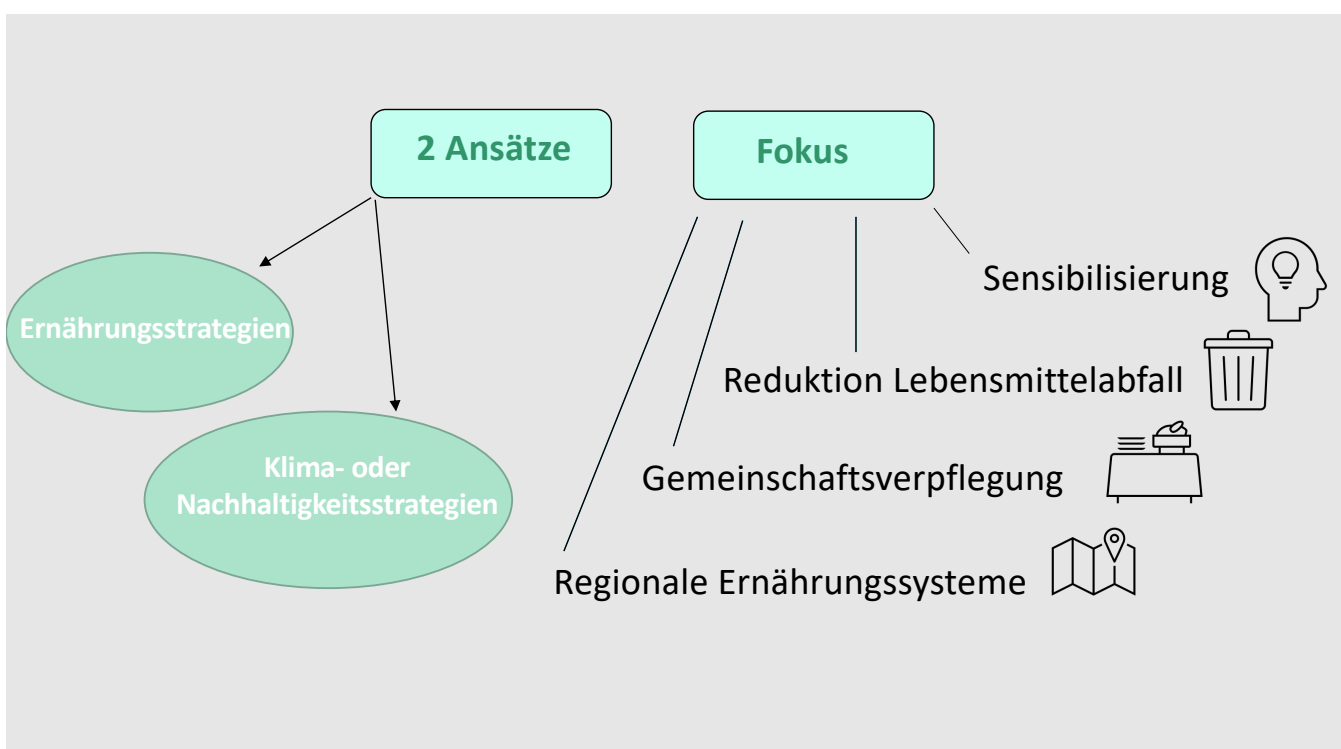 2 Ansätze
Fokus
Ernährungsstrategien
Klima- oder
Nachhaltigkeitsstrategien
Sensibilisierung
Reduktion Lebensmittelabfall
Gemeinschaftsverpflegung
Regionale Ernährungssysteme